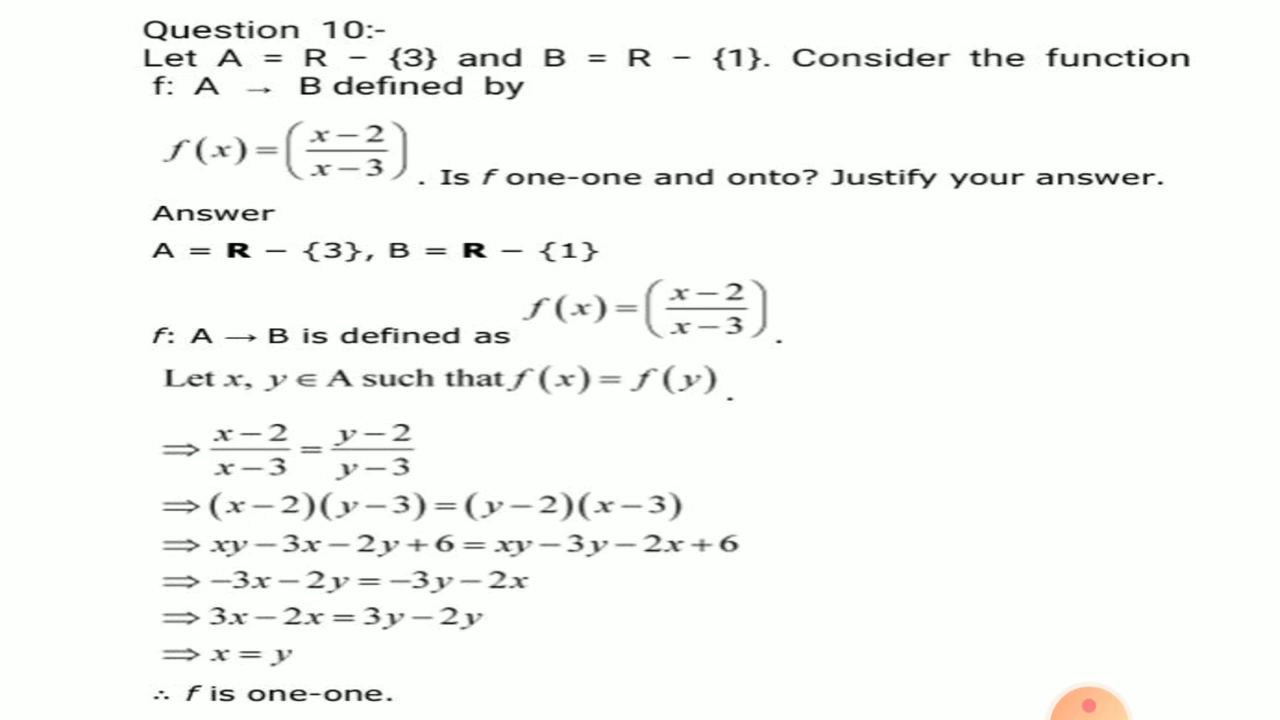 Question 10:-
Let A = R − {3} and B = R − {1}. Consider the function
f: A → B defined by
f(x)=((x−2)/(x−3)). Is f one-one and onto? Justify your answer.
Answer
A = R − {3}, B = R − {1}
f: A → B is defined as f(x)=((x−2)/(x−3)).
Let x, y ∈ A such that f(x)= f(y).
⇒ (x−2)/(x−3) = (y−2)/(y−3)
⇒ (x−2)(y−3)=(y−2)(x−3)
⇒ xy−3x−2y+6=xy−3y−2x+6
⇒ −3x−2y=−3y−2x
⇒ 3x−2x=3y−2y
⇒ x=y
∴ f is one-one.